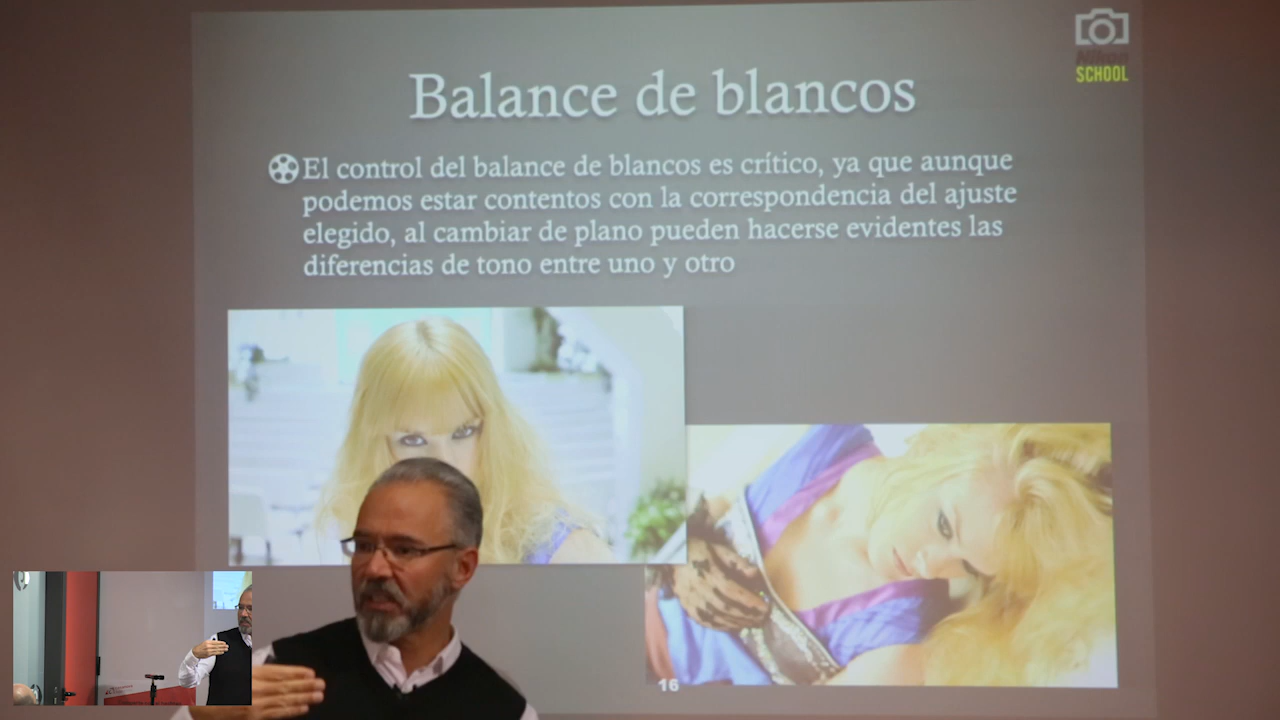 SCHOOL
Balance de blancos
El control del balance de blancos es crítico, ya que aunque
podemos estar contentos con la correspondencia del ajuste
elegido, al cambiar de plano pueden hacerse evidentes las
diferencias de tono entre uno y otro
16